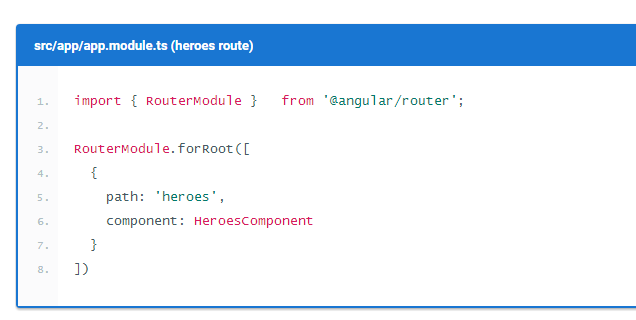 src/app/app.module.ts (heroes route)
1. import { RouterModule }   from '@angular/router';
2.
3. RouterModule.forRoot([
4.   {
5.     path: 'heroes',
6.     component: HeroesComponent
7.   }
8. ])